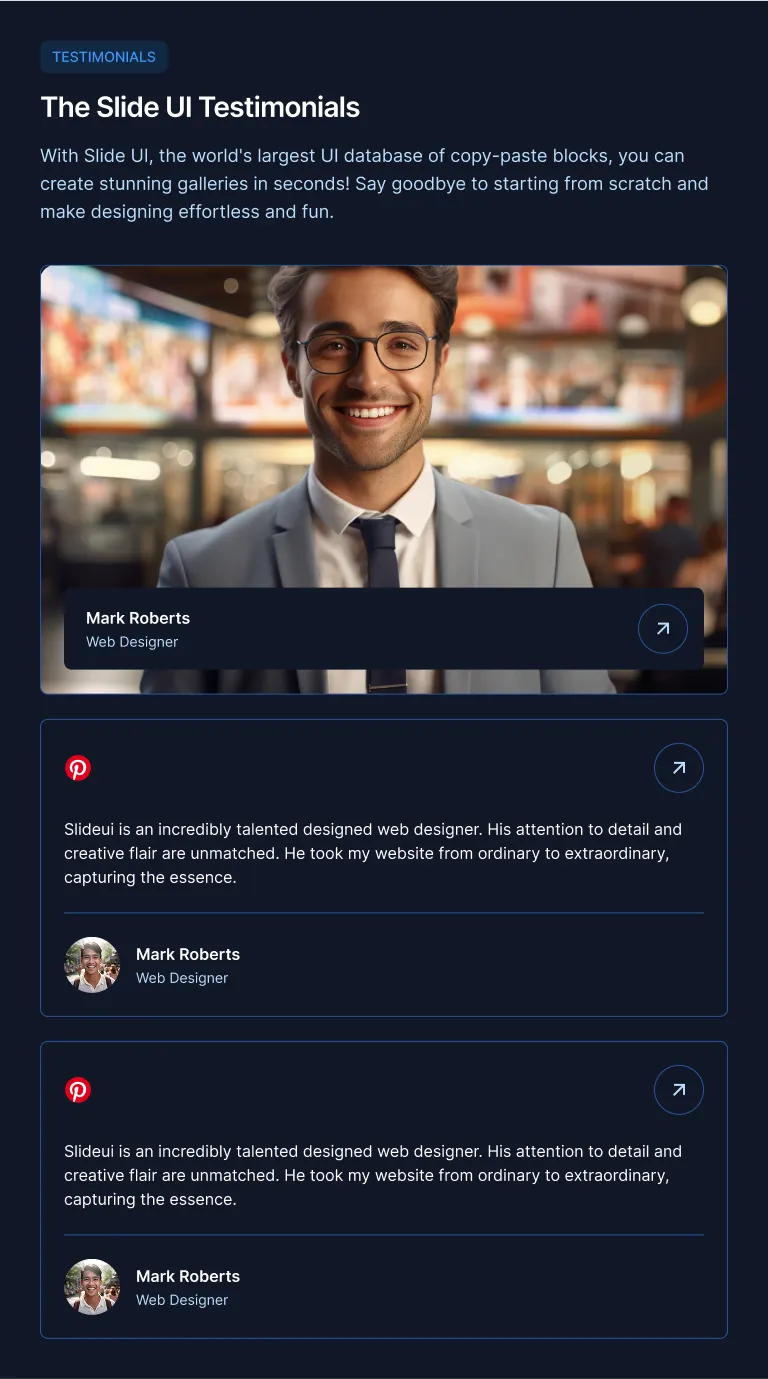 TESTIMONIALS
The Slide UI Testimonials
With Slide UI, the world's largest UI database of copy-paste blocks, you can
create stunning galleries in seconds! Say goodbye to starting from scratch and
make designing effortless and fun.
Mark Roberts
Web Designer
Slideui is an incredibly talented designed web designer. His attention to detail and
creative flair are unmatched. He took my website from ordinary to extraordinary,
capturing the essence.
Mark Roberts
Web Designer
Slideui is an incredibly talented designed web designer. His attention to detail and
creative flair are unmatched. He took my website from ordinary to extraordinary,
capturing the essence.
Mark Roberts
Web Designer